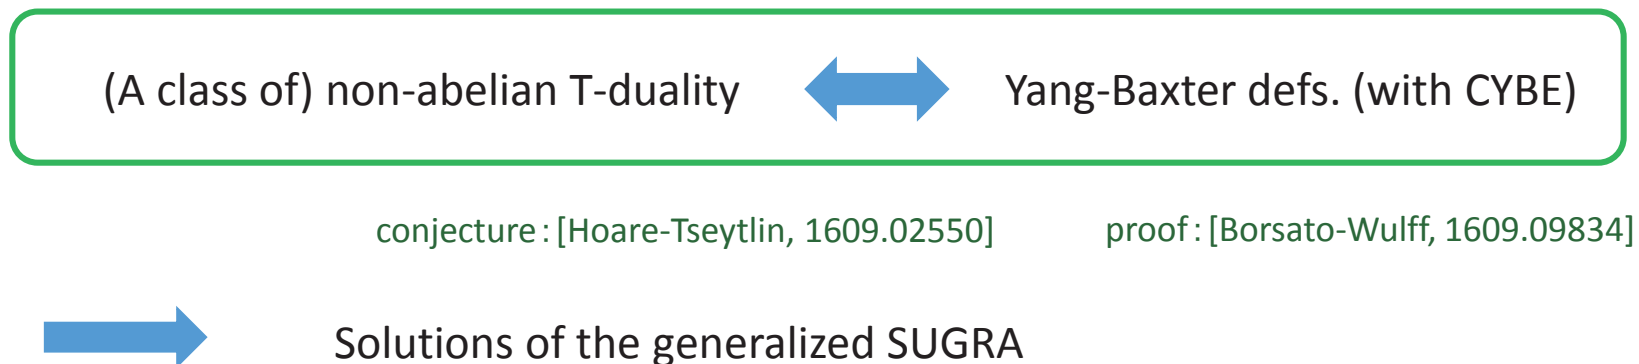 (A class of) non-abelian T-duality Yang-Baxter defs. (with CYBE)
conjecture : [Hoare-Tseytlin, 1609.02550] proof : [Borsato-Wulff, 1609.09834]
Solutions of the generalized SUGRA